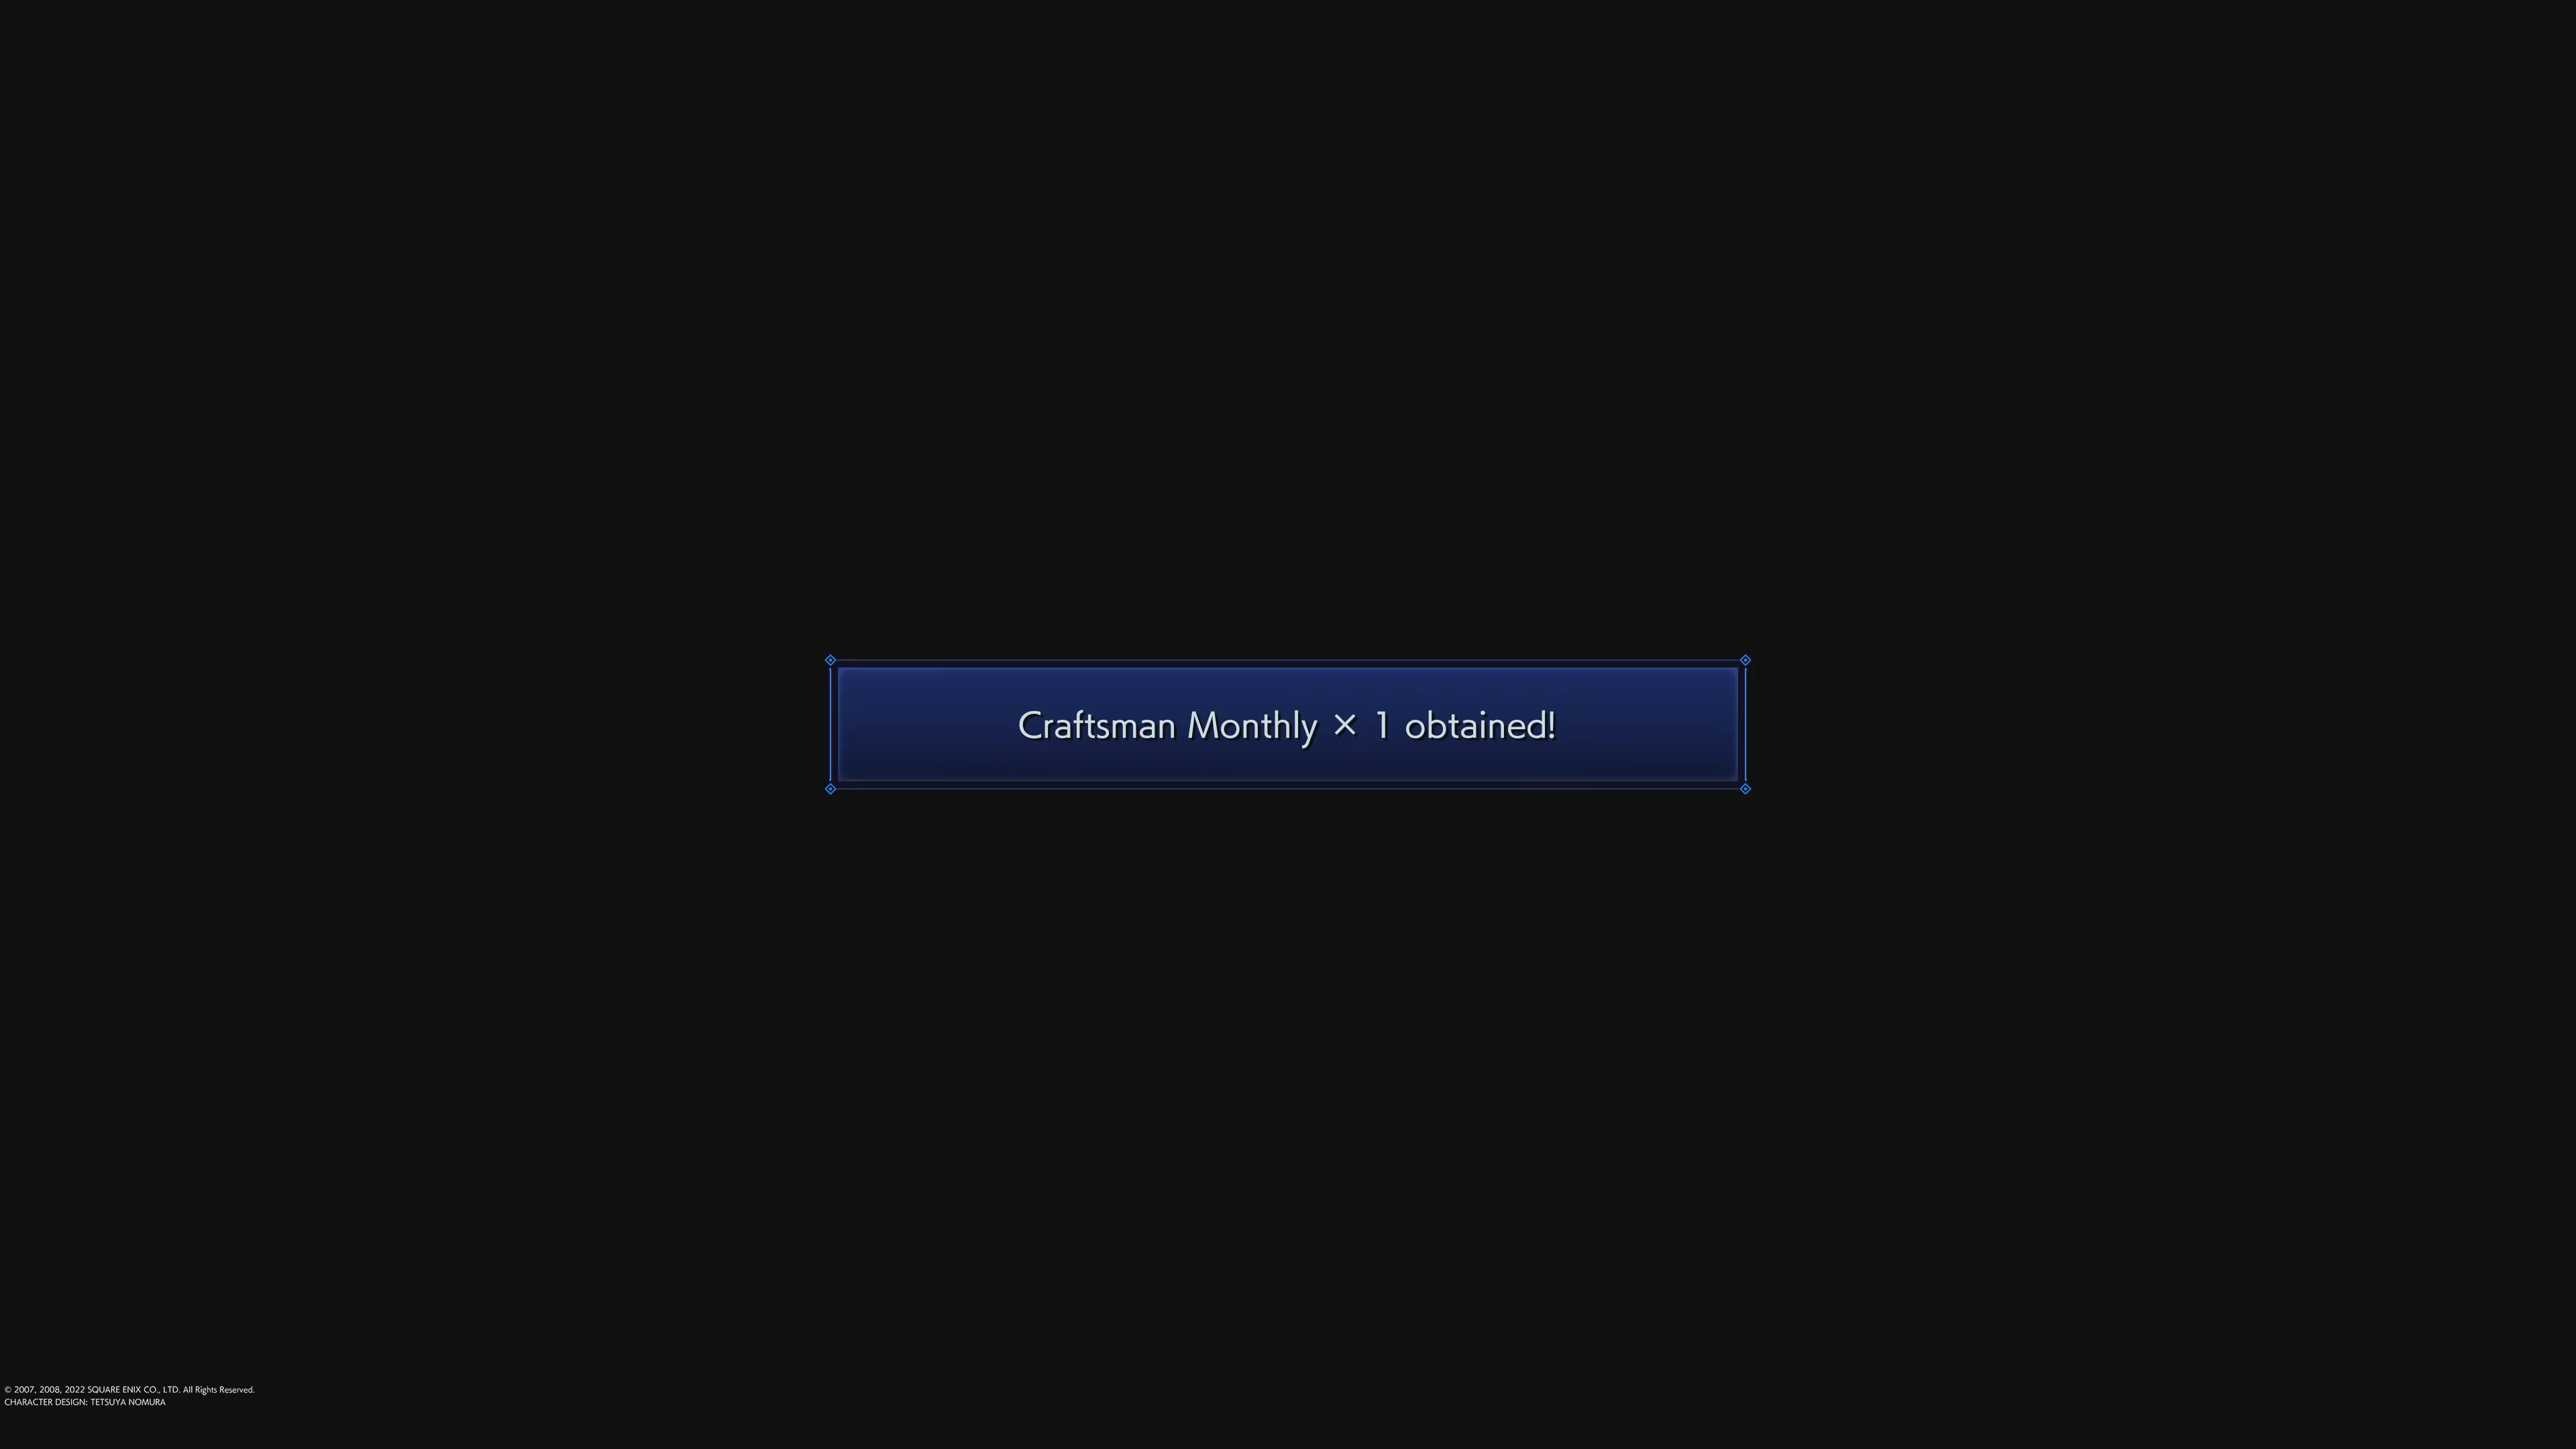 Craftsman Monthly × 1 obtained!
© 2007, 2008, 2022 SQUARE ENIX CO., LTD. All Rights Reserved.
CHARACTER DESIGN: TETSUYA NOMURA